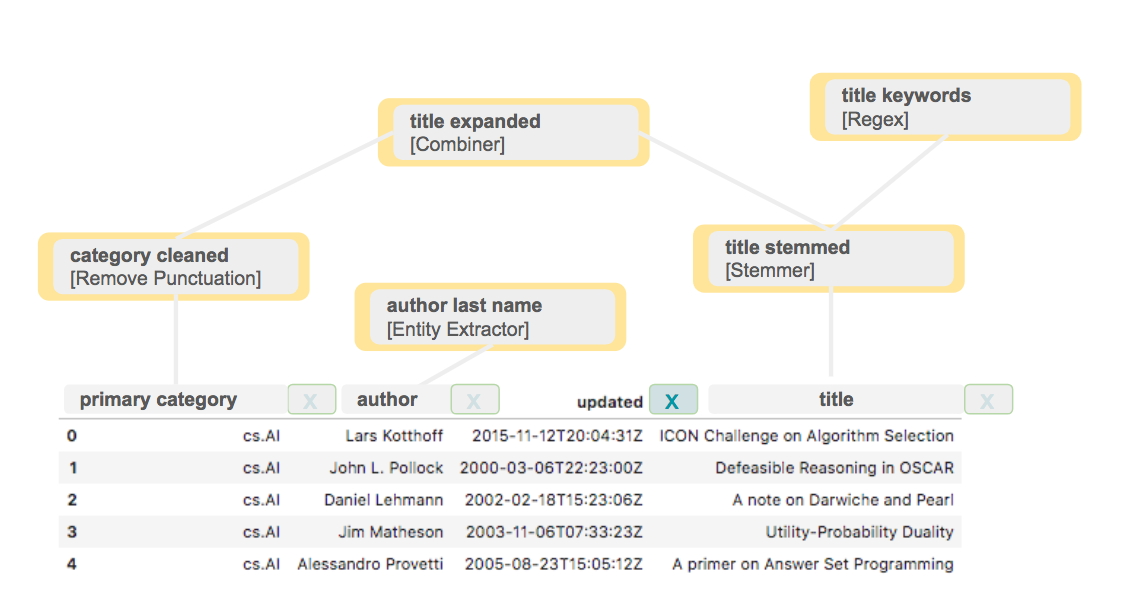 title keywords
[Regex]
title expanded
[Combiner]
category cleaned
[Remove Punctuation]
title stemmed
[Stemmer]
author last name
[Entity Extractor]
primary category X author X updated X title X
0 cs.AI Lars Kotthoff 2015-11-12T20:04:31Z ICON Challenge on Algorithm Selection
1 cs.AI John L. Pollock 2000-03-06T22:23:00Z Defeasible Reasoning in OSCAR
2 cs.AI Daniel Lehmann 2002-02-18T15:23:06Z A note on Darwiche and Pearl
3 cs.AI Jim Matheson 2003-11-06T07:33:23Z Utility-Probability Duality
4 cs.AI Alessandro Provetti 2005-08-23T15:05:12Z A primer on Answer Set Programming